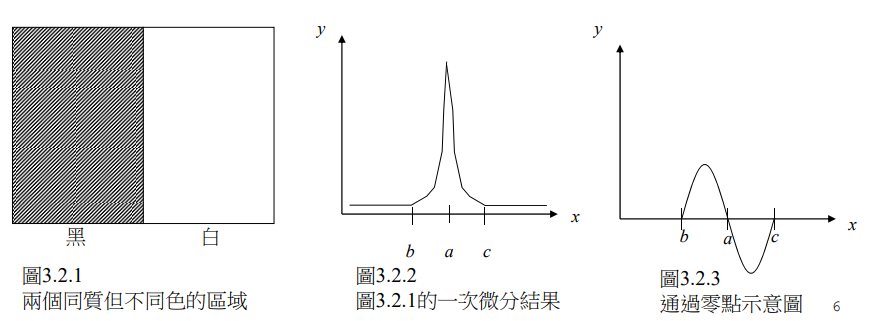 黑
白
圖3.2.1
兩個同質但不同色的區域
y
x
b a c
圖3.2.2
圖3.2.1的一次微分結果
y
x
b a c
圖3.2.3
通過零點示意圖
6